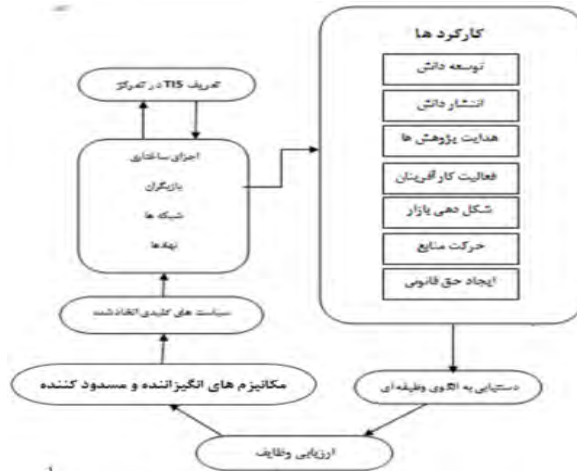 کارکرد ها
توسعه دانش
انتشار دانش
هدایت پژوهش ها
فعالیت کارآفرینان
شکل دهی بازار
حرکت منابع
ایجاد حق قانونی
تعریف TIS در تمرکز
اجزای ساختاری
بازیگران
شبکه ها
نهادها
سیاست های کلیدی اتخاذ شده
مکانیزم های انگیزاننده و مسدود کننده
دستیابی به الگوی وظیفه ای
ارزیابی وظایف